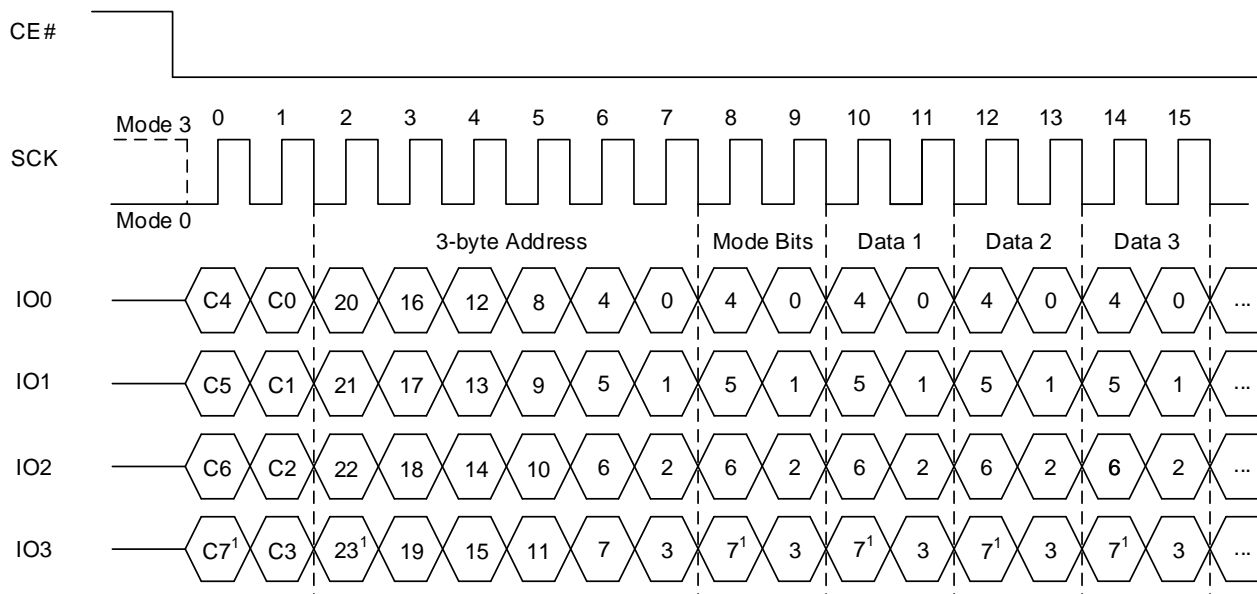 CE#
Mode 3 0 1 2 3 4 5 6 7 8 9 10 11 12 13 14 15
SCK
Mode 0
3-byte Address Mode Bits Data 1 Data 2 Data 3
IO0 C4 C0 20 16 12 8 4 0 4 0 4 0 4 0 4 0 ...
IO1 C5 C1 21 17 13 9 5 1 5 1 5 1 5 1 5 1 ...
IO2 C6 C2 22 18 14 10 6 2 6 2 6 2 6 2 6 2 ...
IO3 C7¹ C3 23¹ 19 15 11 7 3 7¹ 3 7¹ 3 7¹ 3 7¹ 3 ...